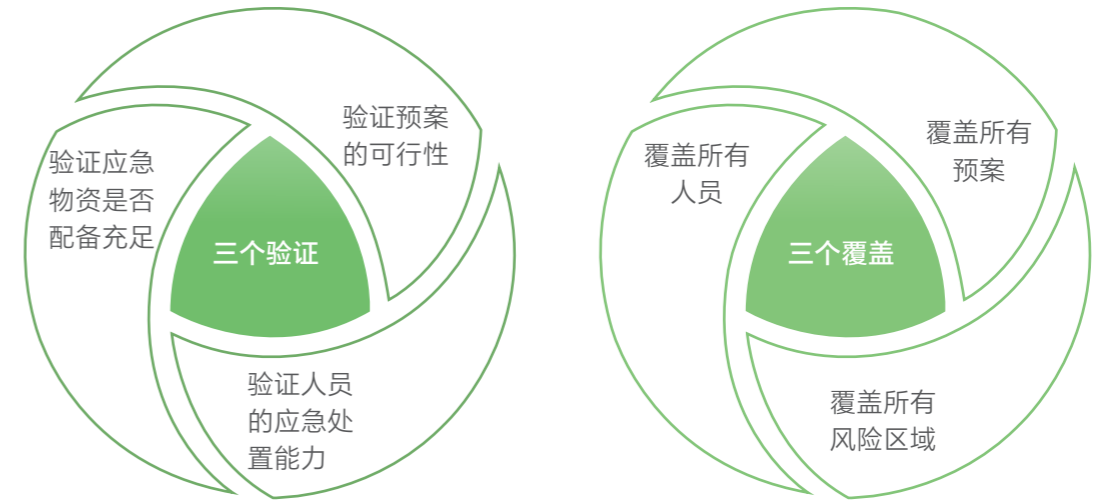 验证预案
的可行性
验证应急
物资是否
配备充足
三个验证
验证人员
的应急处
置能力
覆盖所有
预案
覆盖所有
人员
三个覆盖
覆盖所有
风险区域